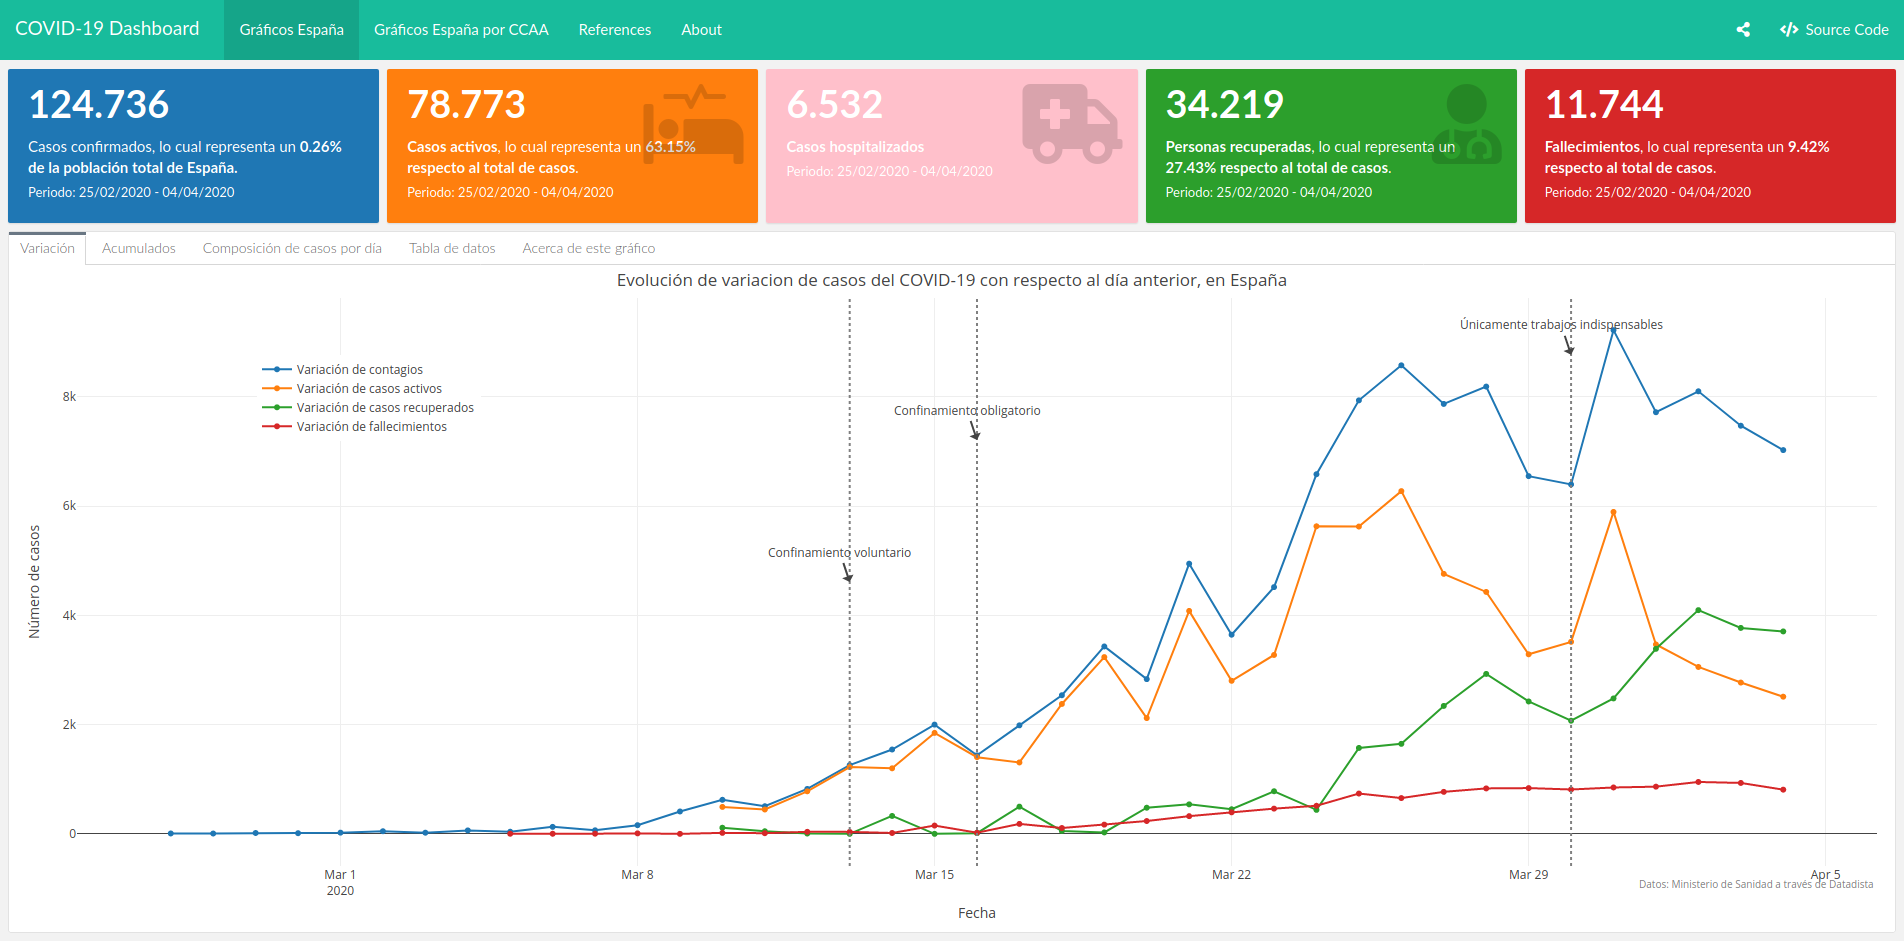 COVID-19 Dashboard
Gráficos España
Gráficos España por CCAA
References
About
Source Code
124.736
Casos confirmados, lo cual representa un 0.26%
de la población total de España.
Periodo: 25/02/2020 - 04/04/2020
78.773
Casos activos, lo cual representa un 63.15%
respecto al total de casos.
Periodo: 25/02/2020 - 04/04/2020
6.532
Casos hospitalizados
Periodo: 25/02/2020 - 04/04/2020
34.219
Personas recuperadas, lo cual representa un
27.43% respecto al total de casos.
Periodo: 25/02/2020 - 04/04/2020
11.744
Fallecimientos, lo cual representa un 9.42%
respecto al total de casos.
Periodo: 25/02/2020 - 04/04/2020
Variación
Acumulados
Composición de casos por día
Tabla de datos
Acerca de este gráfico
Evolución de variacion de casos del COVID-19 con respecto al día anterior, en España
Únicamente trabajos indispensables
Variación de contagios
Variación de casos activos
Variación de casos recuperados
Variación de fallecimientos
Confinamiento obligatorio
Confinamiento voluntario
Número de casos
8k
6k
4k
2k
0
Mar 1
2020
Mar 8
Mar 15
Mar 22
Mar 29
Apr 5
Datos: Ministerio de Sanidad a través de Datadista
Fecha